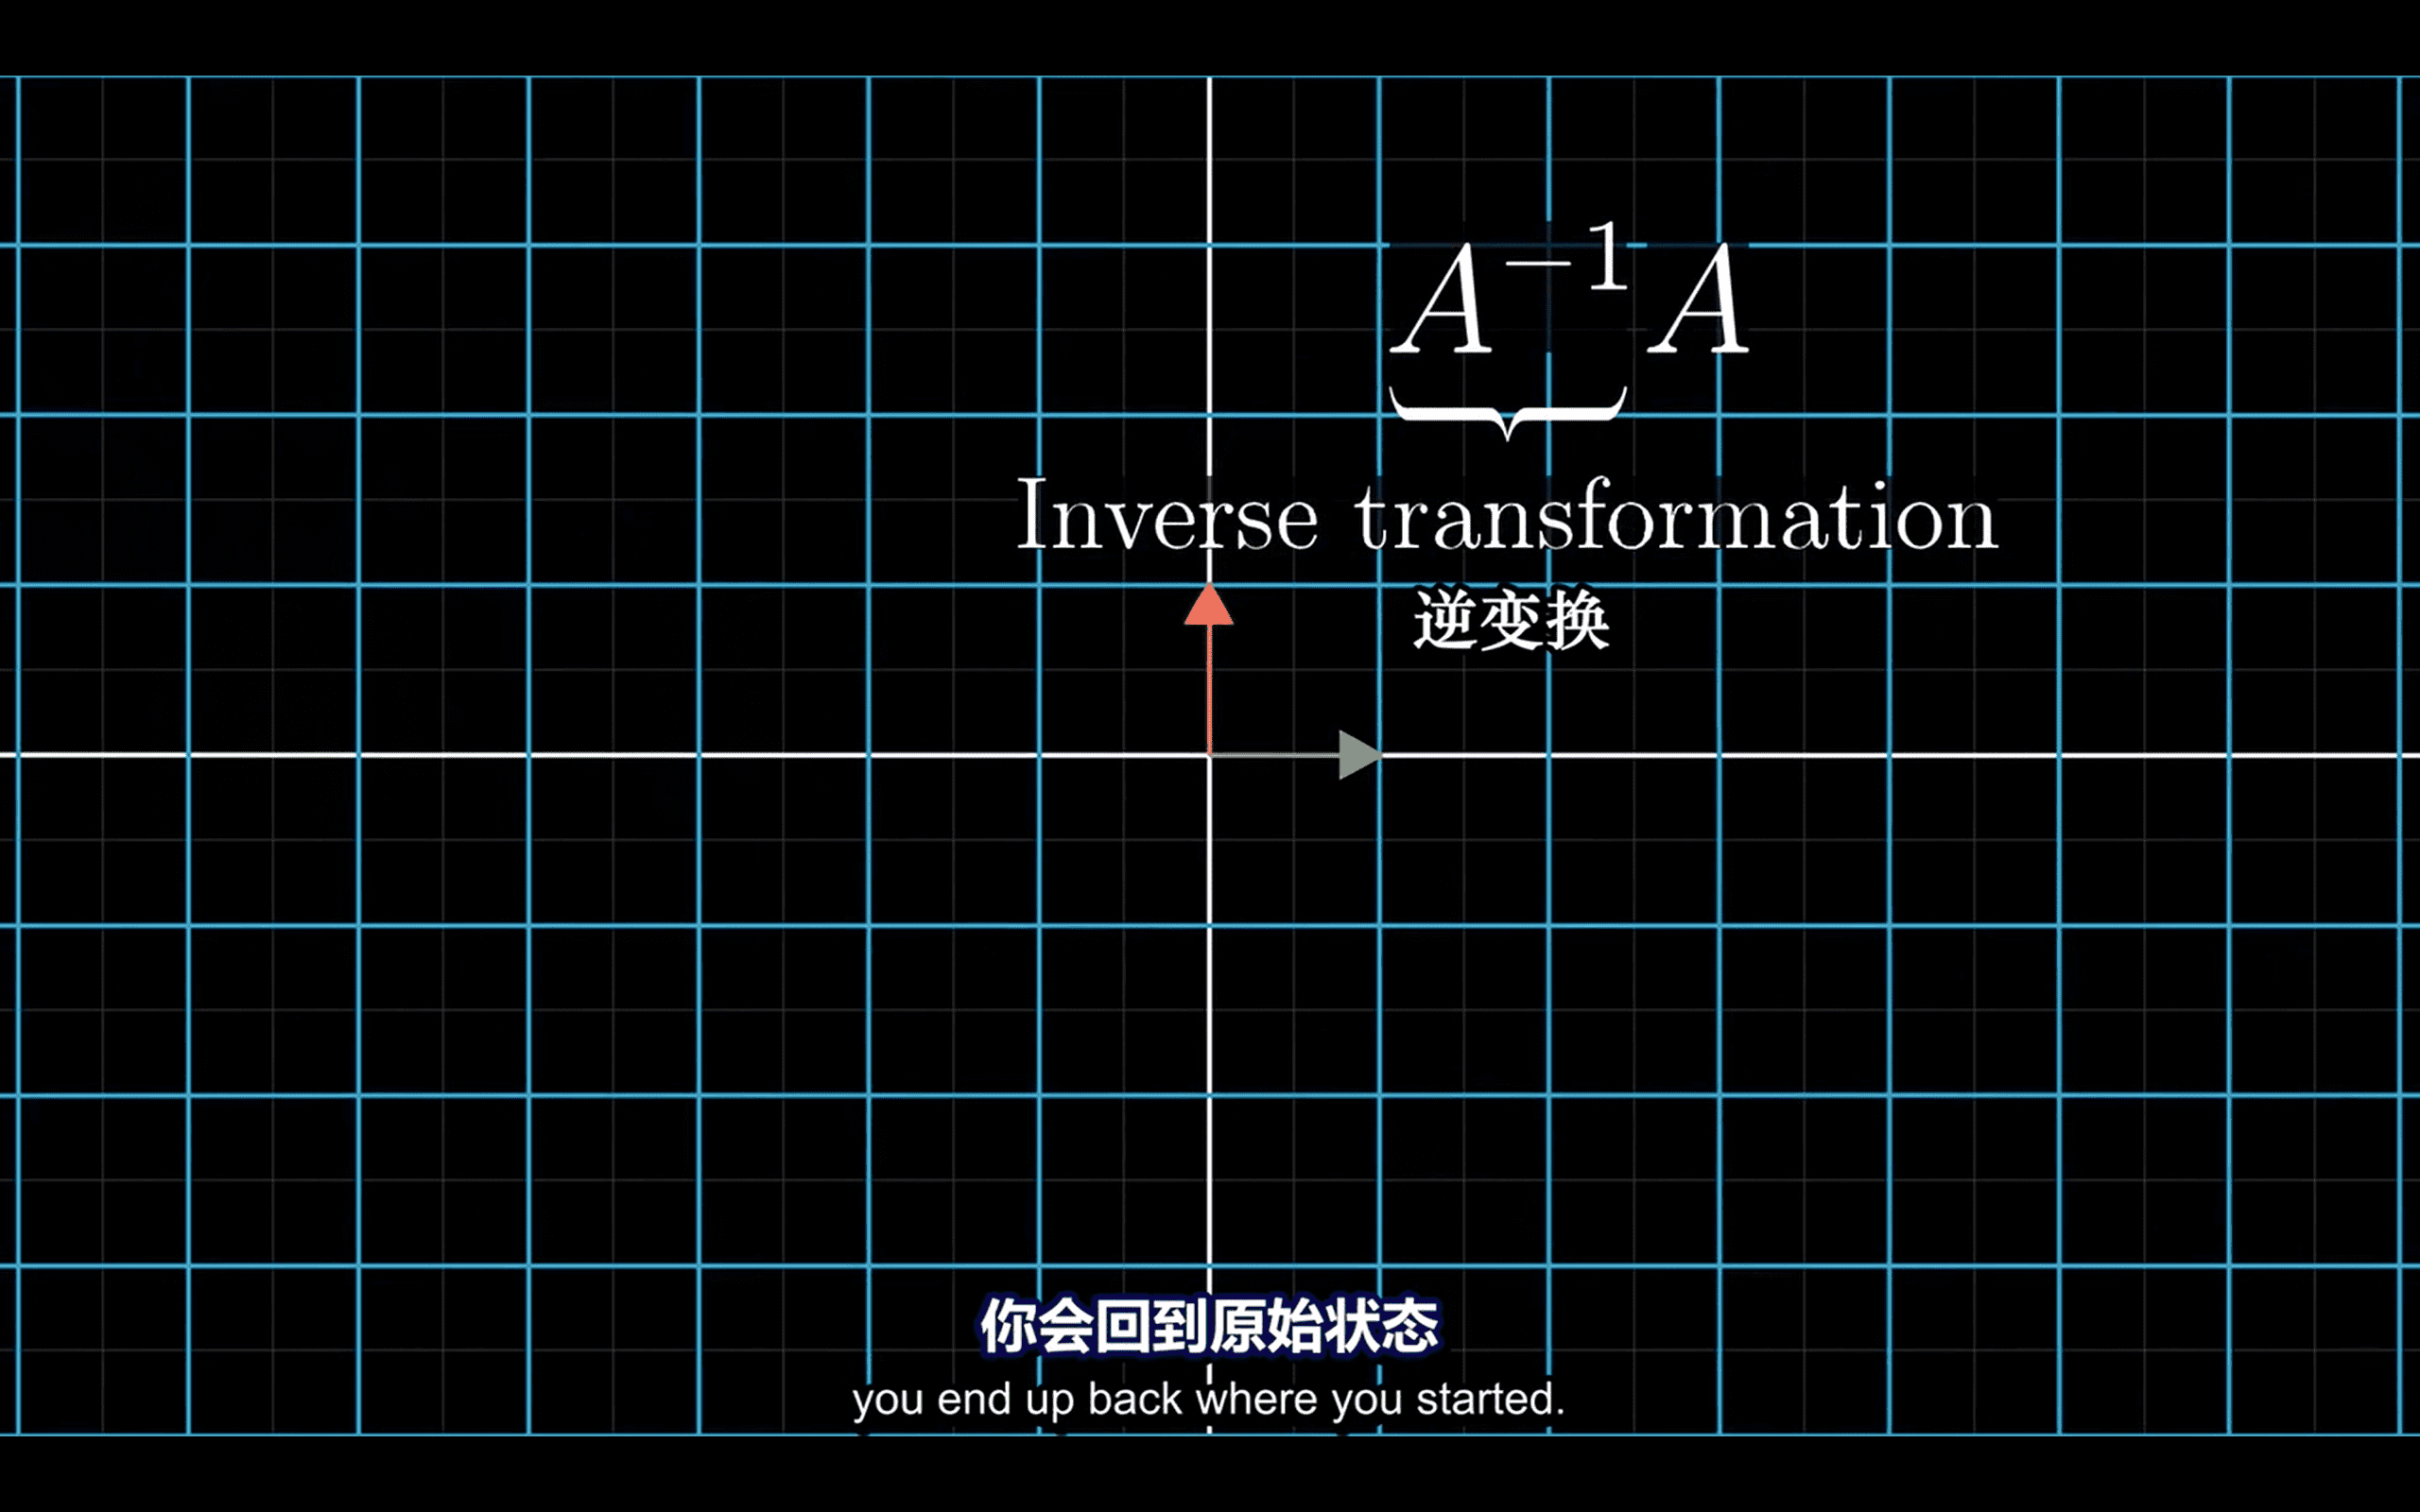 A⁻¹A
Inverse transformation
逆变换
你会回到原始状态
you end up back where you started.